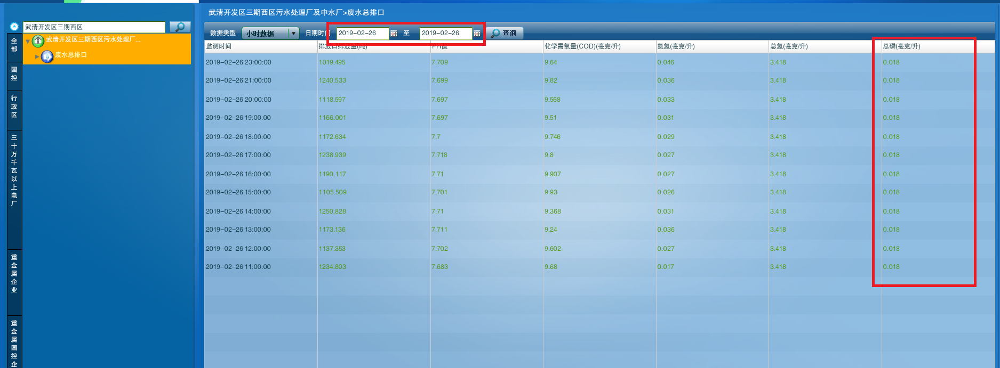 武清开发区三期西区污水处理厂及中水厂>废水总排口
武清开发区三期西区
数据类型 小时数据 日期时间 2019-02-26 至 2019-02-26 查询
全部
国控
行政区
三十万千瓦以上电厂
重金属企业
重金属国控企
武清开发区三期西区污水处理厂...
废水总排口
监测时间 排放口排放量(吨) PH值 化学需氧量(COD)(毫克/升) 氨氮(毫克/升) 总氮(毫克/升) 总磷(毫克/升)
2019-02-26 23:00:00 1019.495 7.709 9.64 0.046 3.418 0.018
2019-02-26 21:00:00 1240.533 7.699 9.82 0.036 3.418 0.018
2019-02-26 20:00:00 1118.597 7.697 9.568 0.033 3.418 0.018
2019-02-26 19:00:00 1166.001 7.697 9.51 0.031 3.418 0.018
2019-02-26 18:00:00 1172.634 7.7 9.746 0.029 3.418 0.018
2019-02-26 17:00:00 1238.939 7.718 9.8 0.027 3.418 0.018
2019-02-26 16:00:00 1190.117 7.71 9.907 0.027 3.418 0.018
2019-02-26 15:00:00 1105.509 7.701 9.93 0.026 3.418 0.018
2019-02-26 14:00:00 1250.828 7.71 9.368 0.031 3.418 0.018
2019-02-26 13:00:00 1173.136 7.711 9.24 0.036 3.418 0.018
2019-02-26 12:00:00 1137.353 7.702 9.602 0.027 3.418 0.018
2019-02-26 11:00:00 1234.803 7.683 9.68 0.017 3.418 0.018